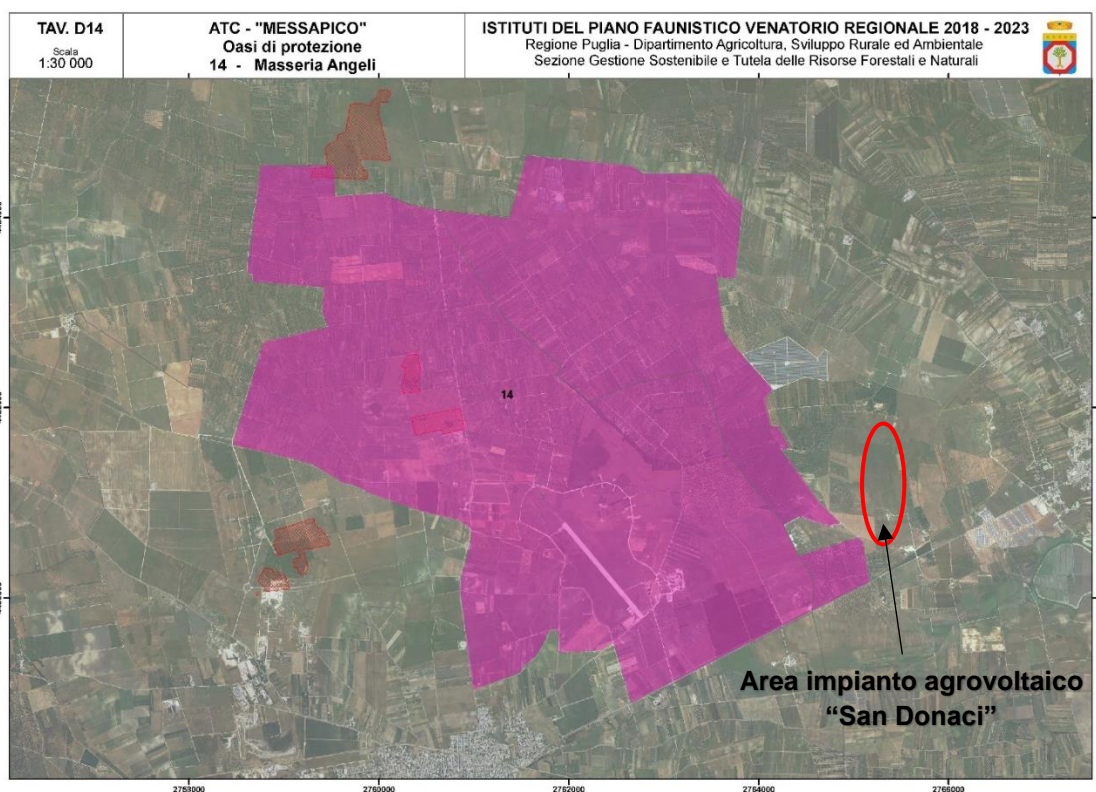 TAV. D14
Scala
1:30 000
ATC - "MESSAPICO"
Oasi di protezione
14 - Masseria Angeli
ISTITUTI DEL PIANO FAUNISTICO VENATORIO REGIONALE 2018 - 2023
Regione Puglia - Dipartimento Agricoltura, Sviluppo Rurale ed Ambientale
Sezione Gestione Sostenibile e Tutela delle Risorse Forestali e Naturali
14
Area impianto agrovoltaico
“San Donaci”
2758000
2760000
2762000
2764000
2766000